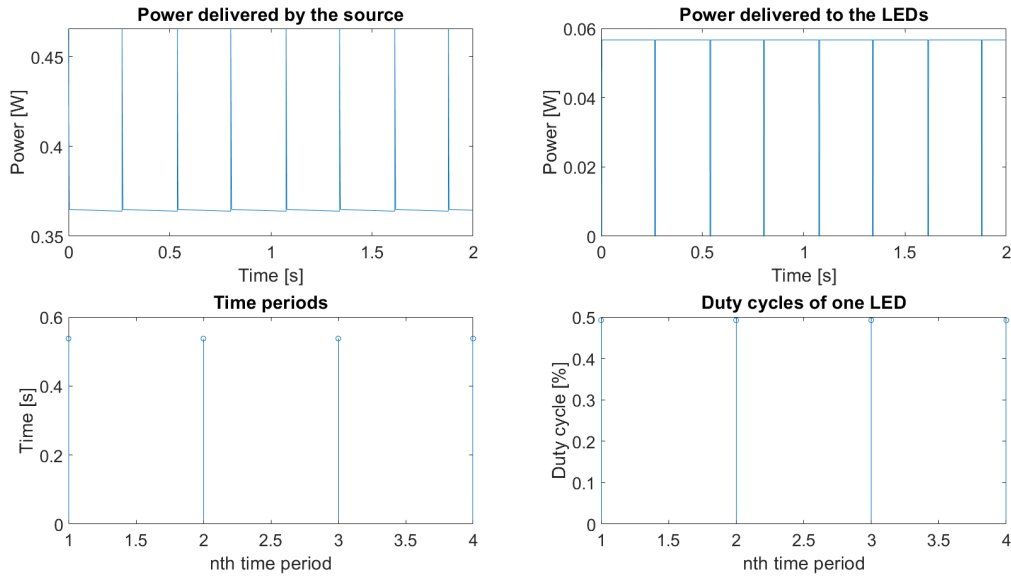 Power delivered by the source
Power [W]
0.45
0.4
0.35
0 0.5 1 1.5 2
Time [s]
Power delivered to the LEDs
Power [W]
0.06
0.04
0.02
0
0 0.5 1 1.5 2
Time [s]
Time periods
Time [s]
0.6
0.4
0.2
0
1 1.5 2 2.5 3 3.5 4
nth time period
Duty cycles of one LED
Duty cycle [%]
0.5
0.4
0.3
0.2
0.1
0
1 1.5 2 2.5 3 3.5 4
nth time period